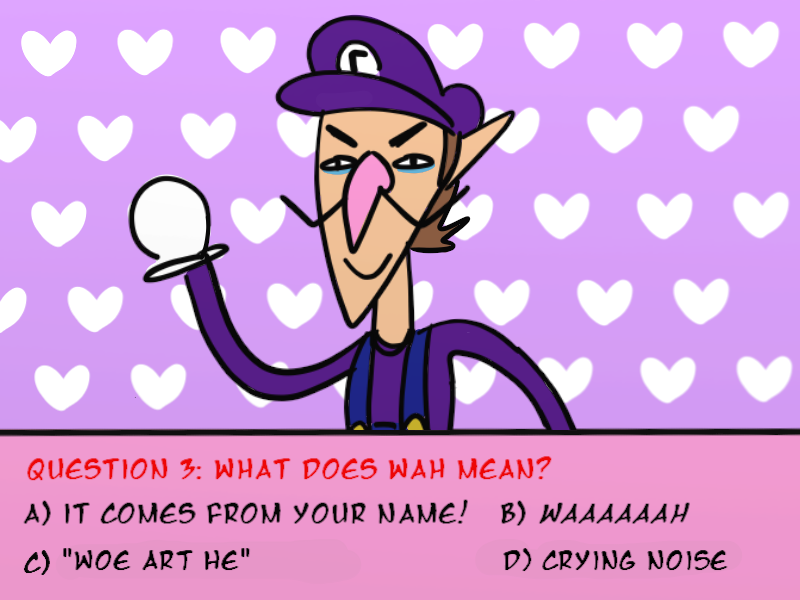 QUESTION 3: WHAT DOES WAH MEAN?
A) IT COMES FROM YOUR NAME! B) WAAAAAAH
C) "WOE ART HE" D) CRYING NOISE